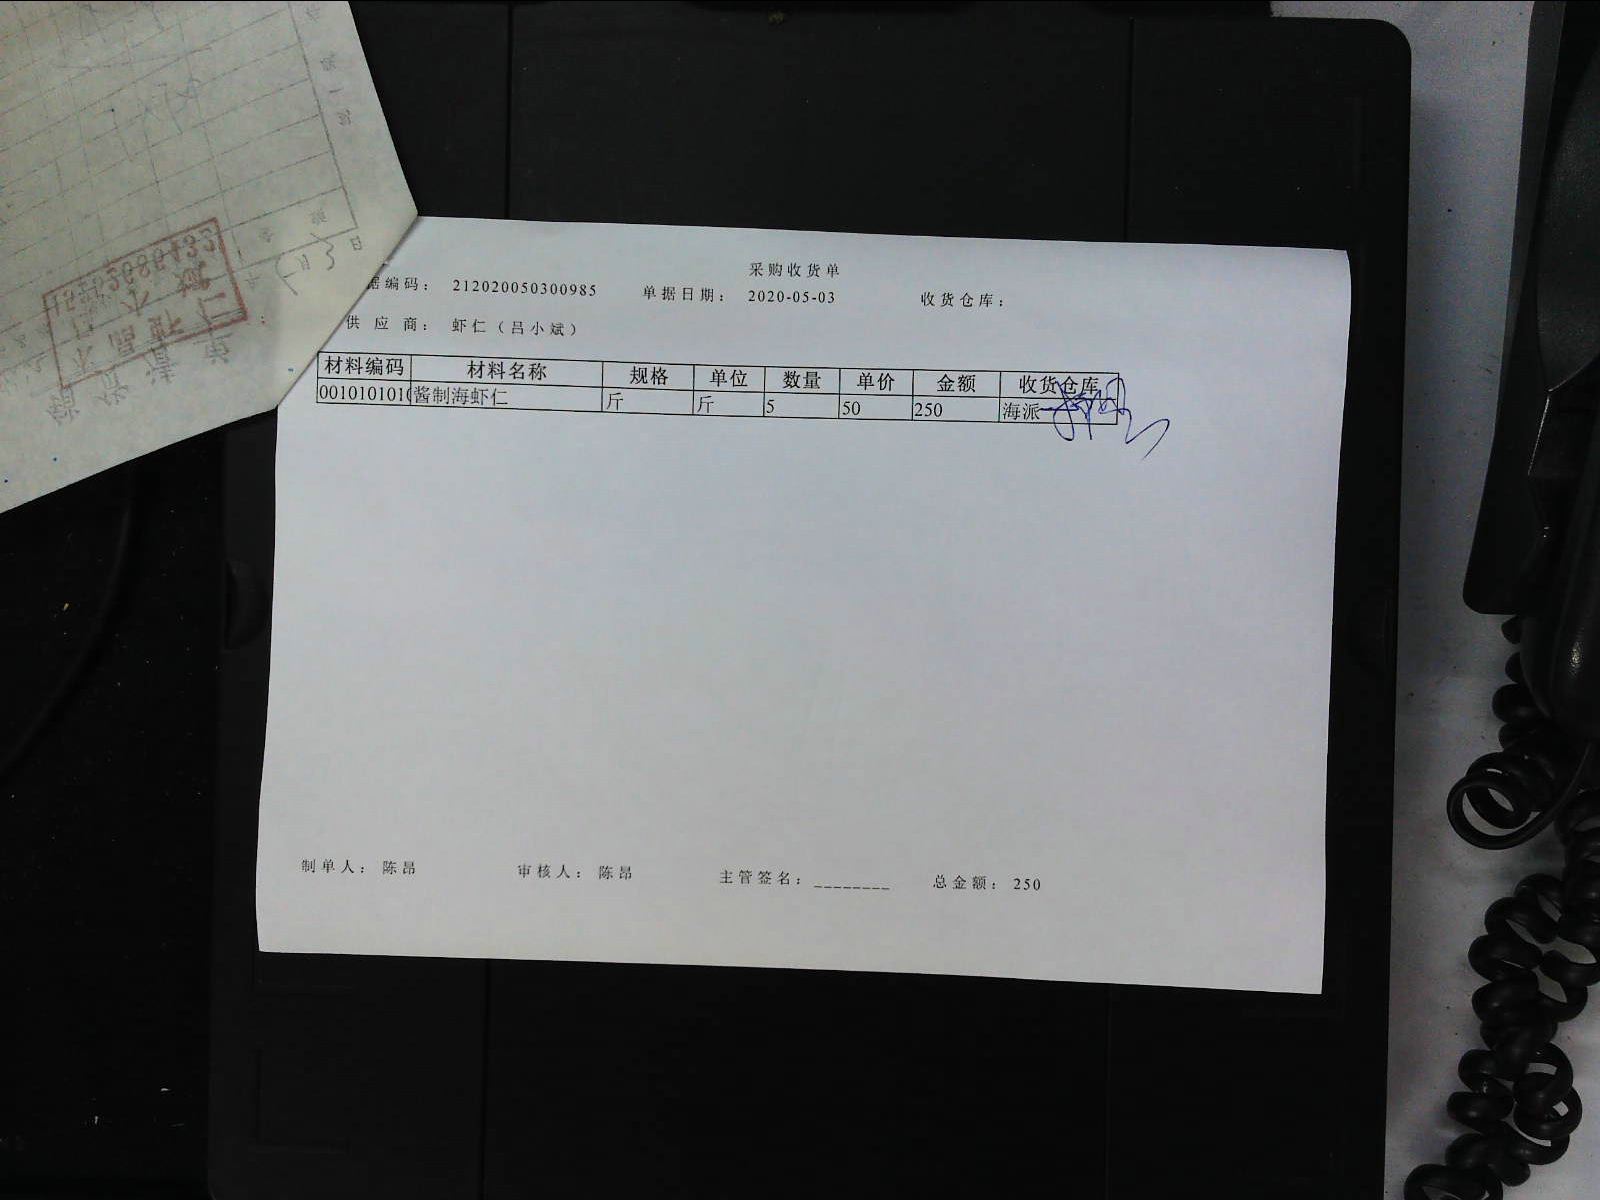 采购收货单
据编码： 212020050300985 单据日期： 2020-05-03 收货仓库：
供 应 商： 虾仁（吕小斌）
材料编码 材料名称 规格 单位 数量 单价 金额 收货仓库
0010101010 酱制海虾仁 斤 斤 5 50 250 海派
制单人： 陈昂 审核人： 陈昂 主管签名：________ 总金额： 250